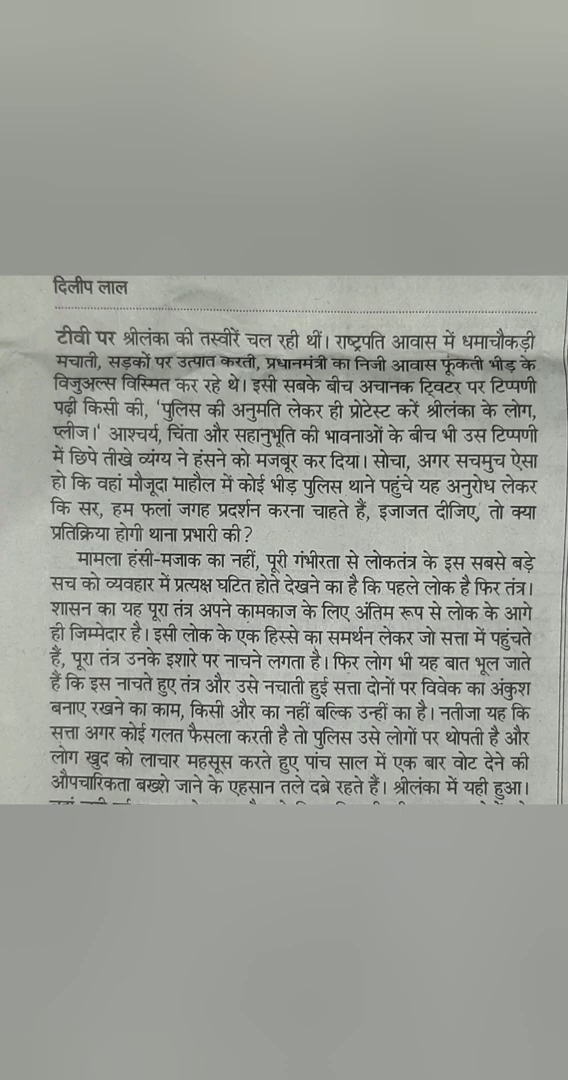 दिलीप लाल
टीवी पर श्रीलंका की तस्वीरें चल रही थीं। राष्ट्रपति आवास में धमाचौकड़ी
मचाती, सड़कों पर उत्पात करती, प्रधानमंत्री का निजी आवास फूंकती भीड़ के
विजुअल्स विस्मित कर रहे थे। इसी सबके बीच अचानक ट्विटर पर टिप्पणी
पढ़ी किसी की, 'पुलिस की अनुमति लेकर ही प्रोटेस्ट करें श्रीलंका के लोग,
प्लीज।' आश्चर्य, चिंता और सहानुभूति की भावनाओं के बीच भी उस टिप्पणी
में छिपे तीखे व्यंग्य ने हंसने को मजबूर कर दिया। सोचा, अगर सचमुच ऐसा
हो कि वहां मौजूदा माहौल में कोई भीड़ पुलिस थाने पहुंचे यह अनुरोध लेकर
कि सर, हम फलां जगह प्रदर्शन करना चाहते हैं, इजाजत दीजिए, तो क्या
प्रतिक्रिया होगी थाना प्रभारी की?
मामला हंसी-मजाक का नहीं, पूरी गंभीरता से लोकतंत्र के इस सबसे बड़े
सच को व्यवहार में प्रत्यक्ष घटित होते देखने का है कि पहले लोक है फिर तंत्र।
शासन का यह पूरा तंत्र अपने कामकाज के लिए अंतिम रूप से लोक के आगे
ही जिम्मेदार है। इसी लोक के एक हिस्से का समर्थन लेकर जो सत्ता में पहुंचते
हैं, पूरा तंत्र उनके इशारे पर नाचने लगता है। फिर लोग भी यह बात भूल जाते
हैं कि इस नाचते हुए तंत्र और उसे नचाती हुई सत्ता दोनों पर विवेक का अंकुश
बनाए रखने का काम, किसी और का नहीं बल्कि उन्हीं का है। नतीजा यह कि
सत्ता अगर कोई गलत फैसला करती है तो पुलिस उसे लोगों पर थोपती है और
लोग खुद को लाचार महसूस करते हुए पांच साल में एक बार वोट देने की
औपचारिकता बख्शे जाने के एहसान तले दबे रहते हैं। श्रीलंका में यही हुआ।